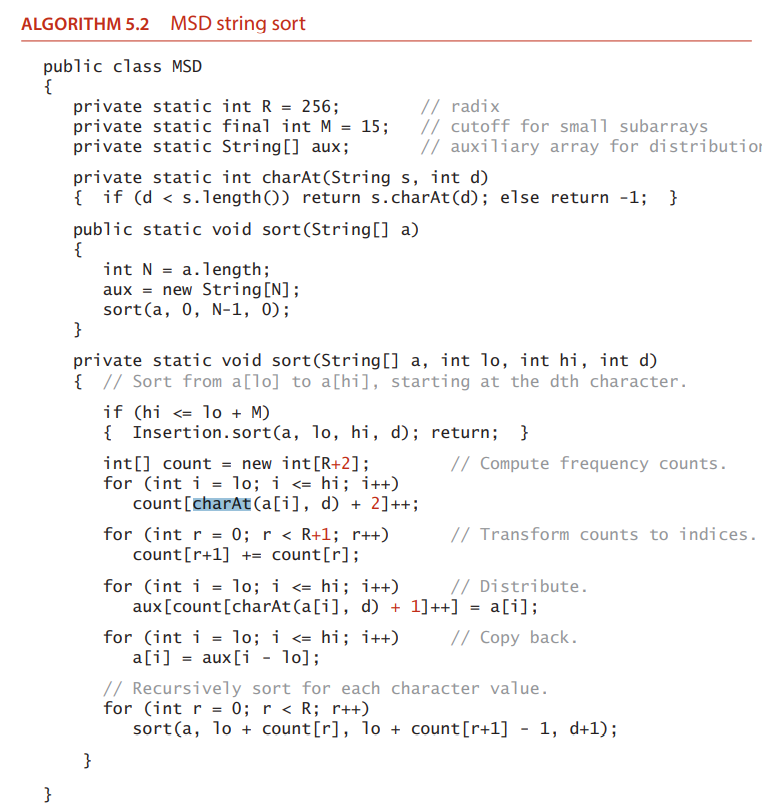 ALGORITHM 5.2 MSD string sort
public class MSD
{
private static int R = 256; // radix
private static final int M = 15; // cutoff for small subarrays
private static String[] aux; // auxiliary array for distribution
private static int charAt(String s, int d)
{ if (d < s.length()) return s.charAt(d); else return -1; }
public static void sort(String[] a)
{
int N = a.length;
aux = new String[N];
sort(a, 0, N-1, 0);
}
private static void sort(String[] a, int lo, int hi, int d)
{ // Sort from a[lo] to a[hi], starting at the dth character.
if (hi <= lo + M)
{ Insertion.sort(a, lo, hi, d); return; }
int[] count = new int[R+2]; // Compute frequency counts.
for (int i = lo; i <= hi; i++)
count[charAt(a[i], d) + 2]++;
for (int r = 0; r < R+1; r++) // Transform counts to indices.
count[r+1] += count[r];
for (int i = lo; i <= hi; i++) // Distribute.
aux[count[charAt(a[i], d) + 1]++] = a[i];
for (int i = lo; i <= hi; i++) // Copy back.
a[i] = aux[i - lo];
// Recursively sort for each character value.
for (int r = 0; r < R; r++)
sort(a, lo + count[r], lo + count[r+1] - 1, d+1);
}
}